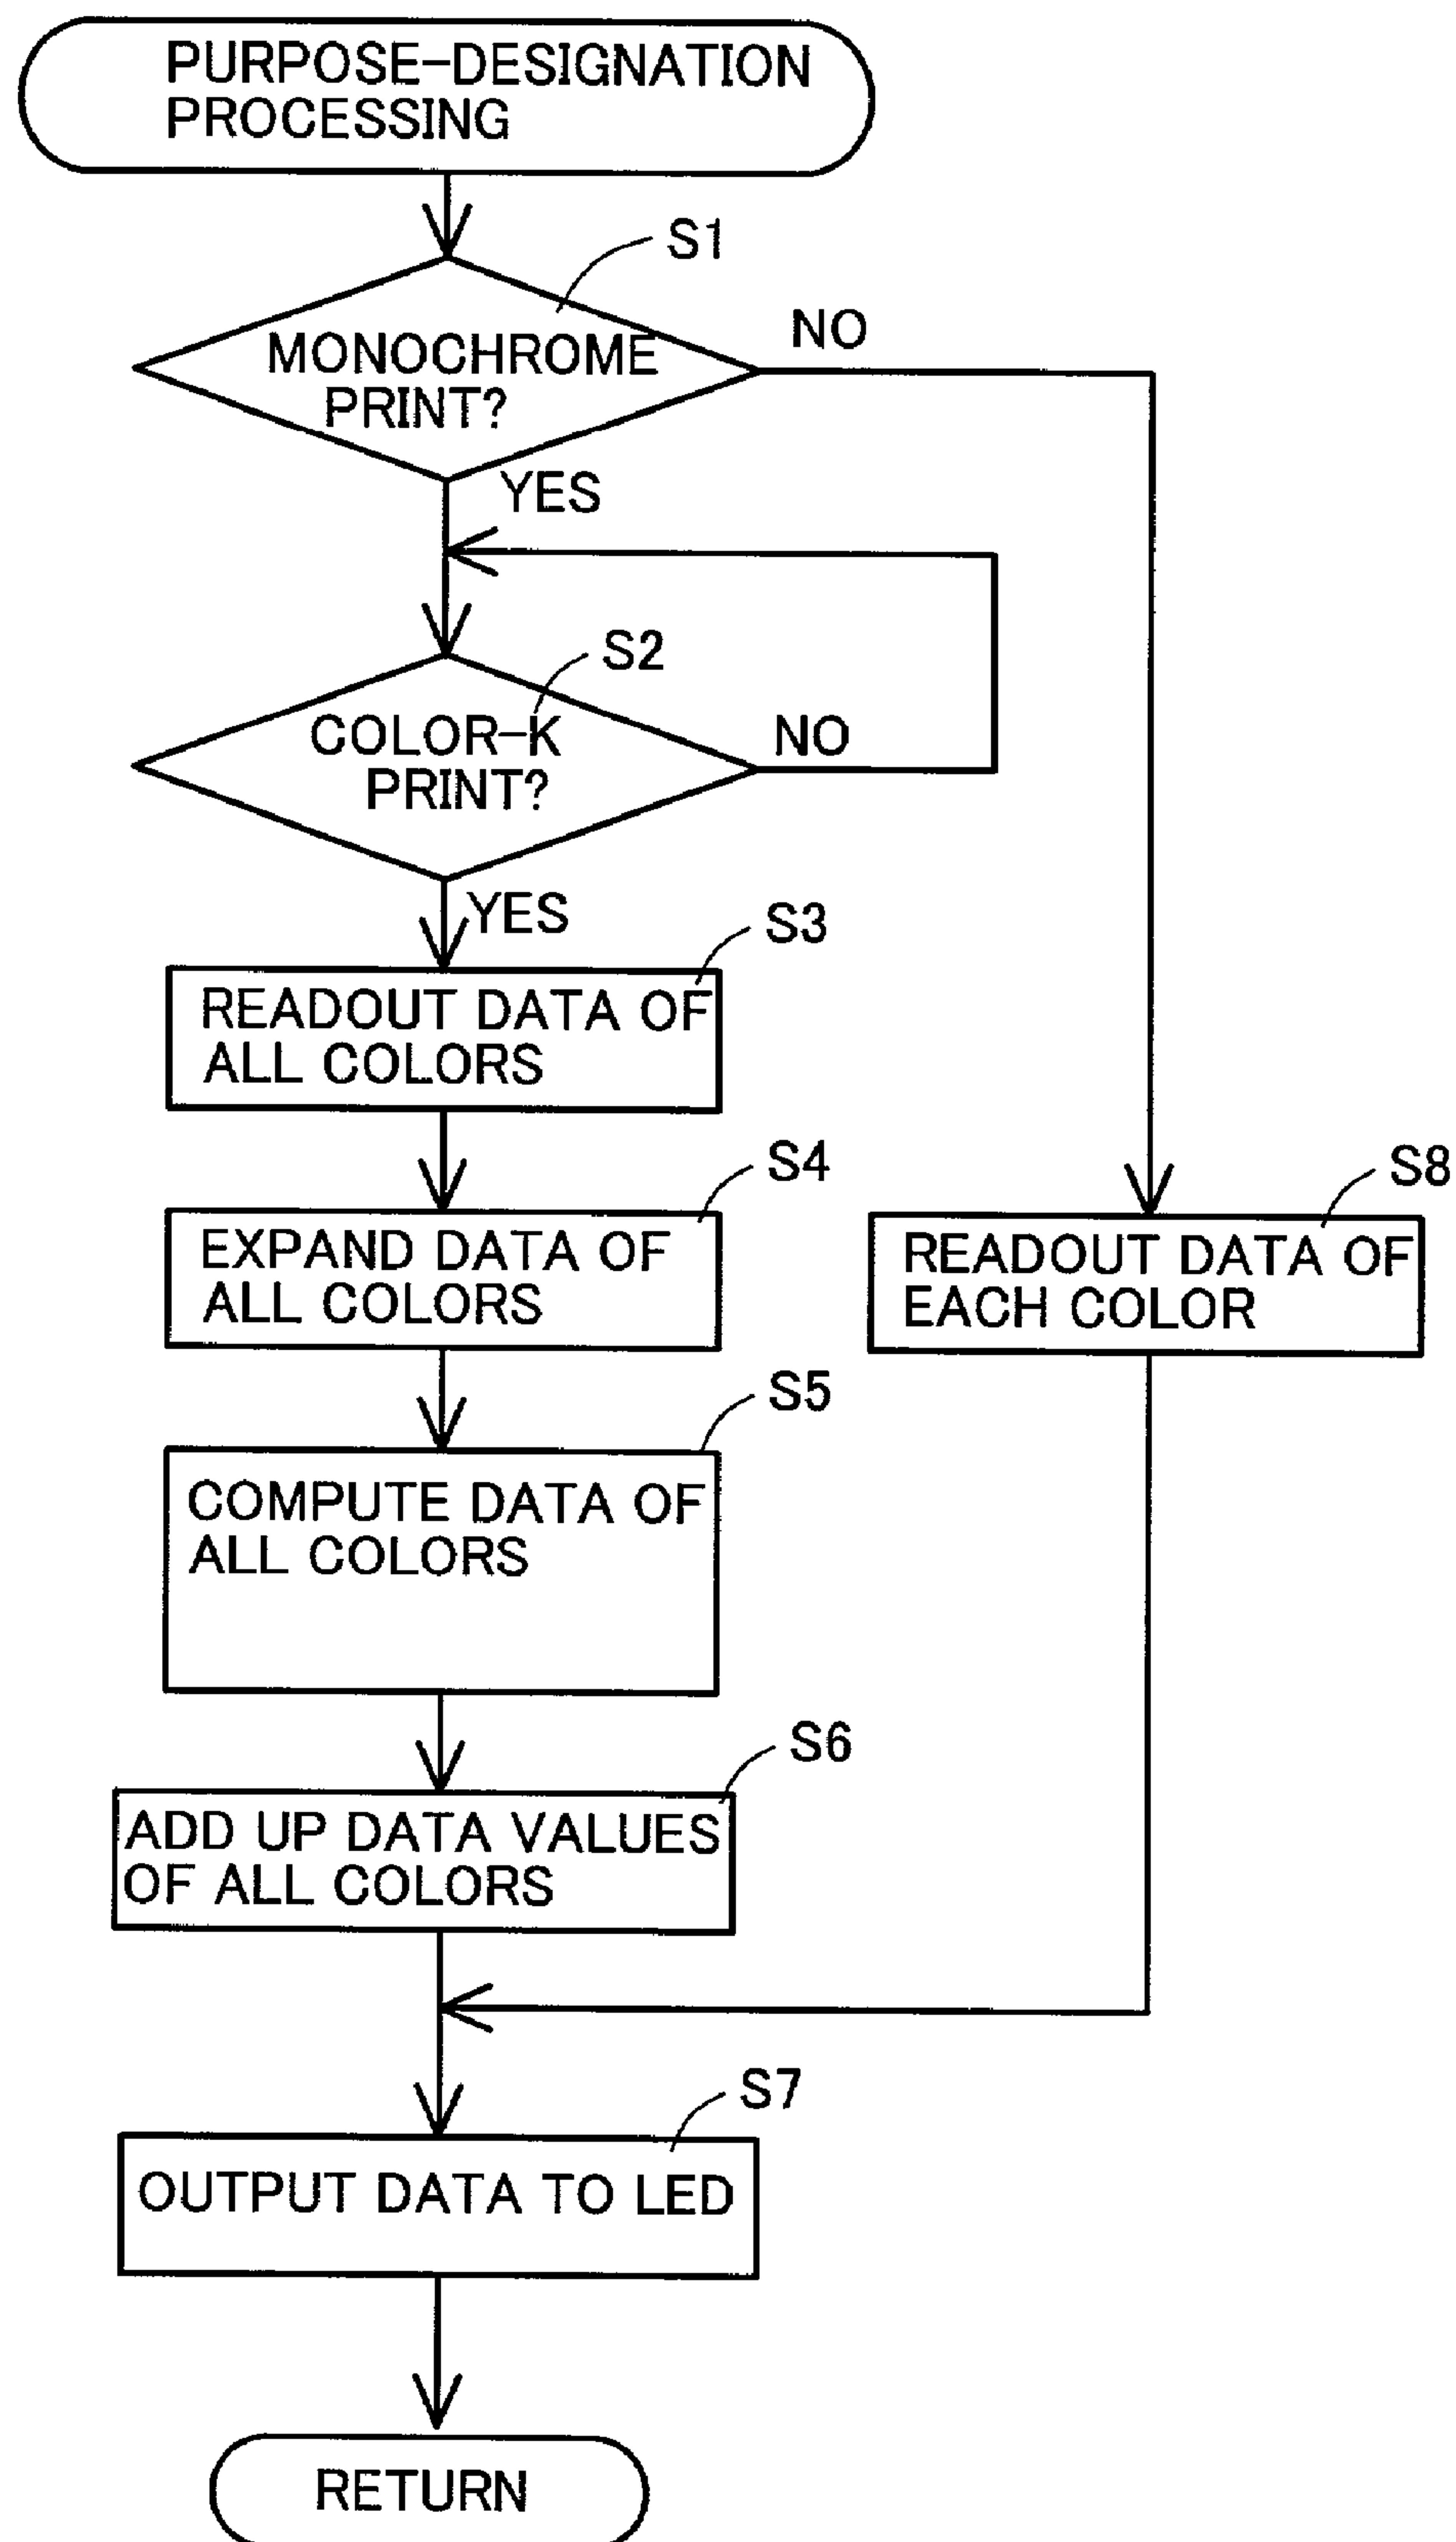 PURPOSE-DESIGNATION
PROCESSING
S1
MONOCHROME
PRINT?
NO
YES
S2
COLOR-K
PRINT?
NO
YES
S3
READOUT DATA OF
ALL COLORS
S4
EXPAND DATA OF
ALL COLORS
S8
READOUT DATA OF
EACH COLOR
S5
COMPUTE DATA OF
ALL COLORS
S6
ADD UP DATA VALUES
OF ALL COLORS
S7
OUTPUT DATA TO LED
RETURN